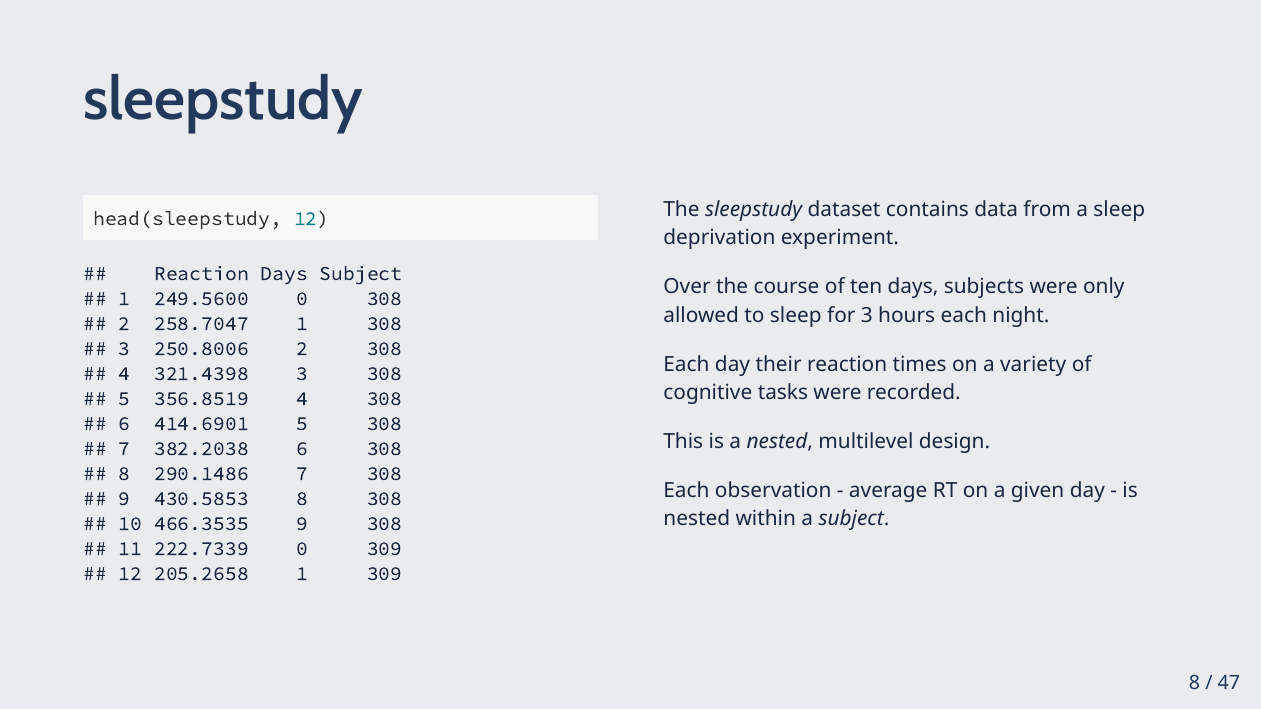 sleepstudy
head(sleepstudy, 12)
##    Reaction Days Subject
## 1  249.5600    0     308
## 2  258.7047    1     308
## 3  250.8006    2     308
## 4  321.4398    3     308
## 5  356.8519    4     308
## 6  414.6901    5     308
## 7  382.2038    6     308
## 8  290.1486    7     308
## 9  430.5853    8     308
## 10 466.3535    9     308
## 11 222.7339    0     309
## 12 205.2658    1     309
The sleepstudy dataset contains data from a sleep
deprivation experiment.
Over the course of ten days, subjects were only
allowed to sleep for 3 hours each night.
Each day their reaction times on a variety of
cognitive tasks were recorded.
This is a nested, multilevel design.
Each observation - average RT on a given day - is
nested within a subject.
8 / 47